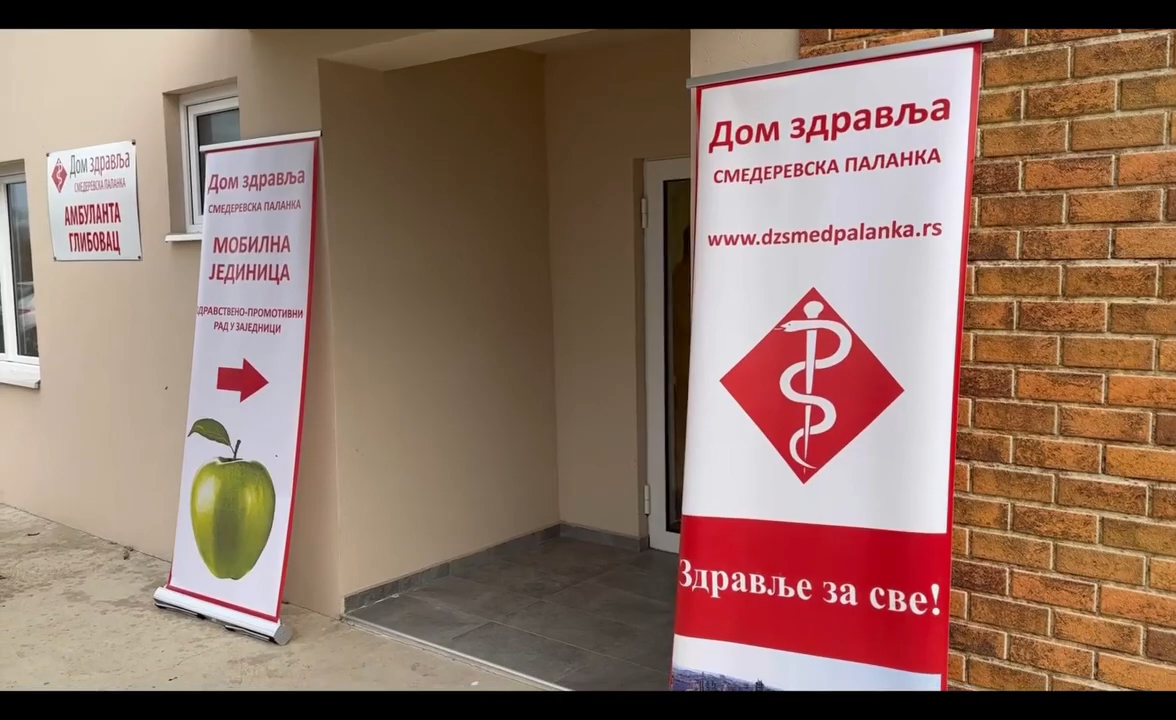 Дом здравља
СМЕДЕРЕВСКА ПАЛАНКА
АМБУЛАНТА
ГЛИБОВАЦ
Дом здравља
СМЕДЕРЕВСКА ПАЛАНКА
МОБИЛНА
ЈЕДИНИЦА
ЗДРАВСТВЕНО-ПРОМОТИВНИ
РАД У ЗАЈЕДНИЦИ
Дом здравља
СМЕДЕРЕВСКА ПАЛАНКА
www.dzsmedpalanka.rs
Здравље за све!